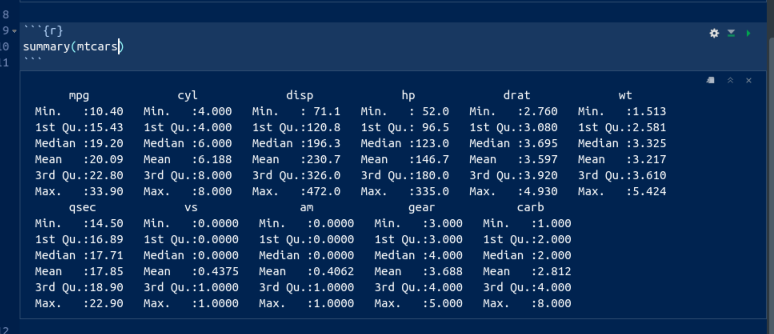 8
9 ```{r}
10 summary(mtcars)
11 ```
mpg cyl disp hp drat wt
Min. :10.40 Min. :4.000 Min. : 71.1 Min. : 52.0 Min. :2.760 Min. :1.513
1st Qu.:15.43 1st Qu.:4.000 1st Qu.:120.8 1st Qu.: 96.5 1st Qu.:3.080 1st Qu.:2.581
Median :19.20 Median :6.000 Median :196.3 Median :123.0 Median :3.695 Median :3.325
Mean :20.09 Mean :6.188 Mean :230.7 Mean :146.7 Mean :3.597 Mean :3.217
3rd Qu.:22.80 3rd Qu.:8.000 3rd Qu.:326.0 3rd Qu.:180.0 3rd Qu.:3.920 3rd Qu.:3.610
Max. :33.90 Max. :8.000 Max. :472.0 Max. :335.0 Max. :4.930 Max. :5.424
qsec vs am gear carb
Min. :14.50 Min. :0.0000 Min. :0.0000 Min. :3.000 Min. :1.000
1st Qu.:16.89 1st Qu.:0.0000 1st Qu.:0.0000 1st Qu.:3.000 1st Qu.:2.000
Median :17.71 Median :0.0000 Median :0.0000 Median :4.000 Median :2.000
Mean :17.85 Mean :0.4375 Mean :0.4062 Mean :3.688 Mean :2.812
3rd Qu.:18.90 3rd Qu.:1.0000 3rd Qu.:1.0000 3rd Qu.:4.000 3rd Qu.:4.000
Max. :22.90 Max. :1.0000 Max. :1.0000 Max. :5.000 Max. :8.000
12